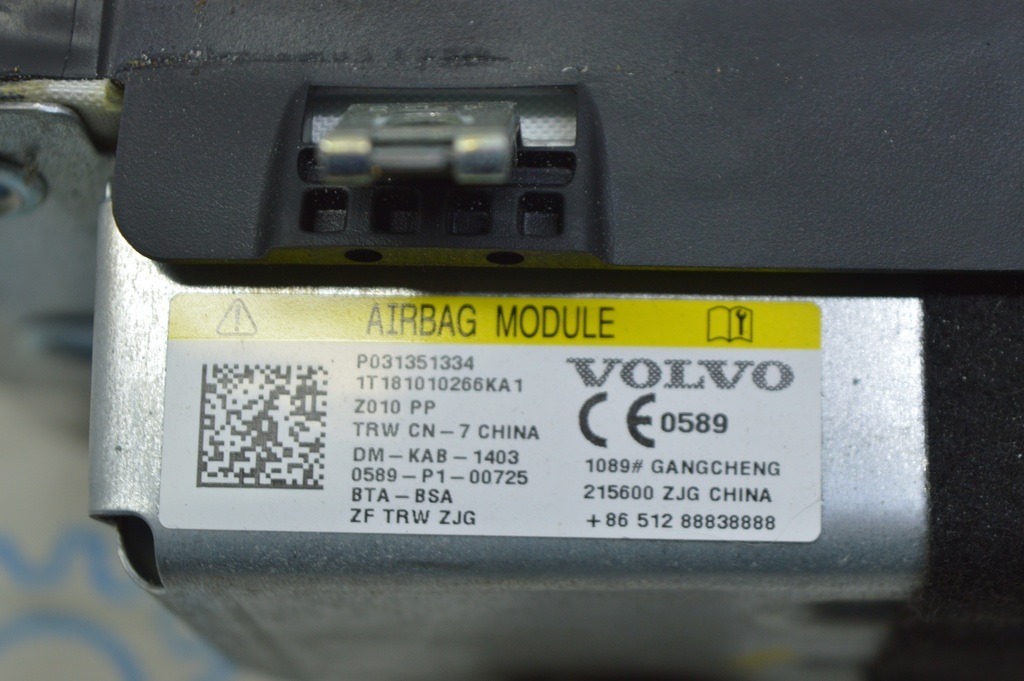 AIRBAG MODULE
P031351334
1T181010266KA1
Z010 PP
TRW CN-7 CHINA
DM-KAB-1403
0589-P1-00725
BTA-BSA
ZF TRW ZJG
VOLVO
CE 0589
1089# GANGCHENG
215600 ZJG CHINA
+86 512 88838888